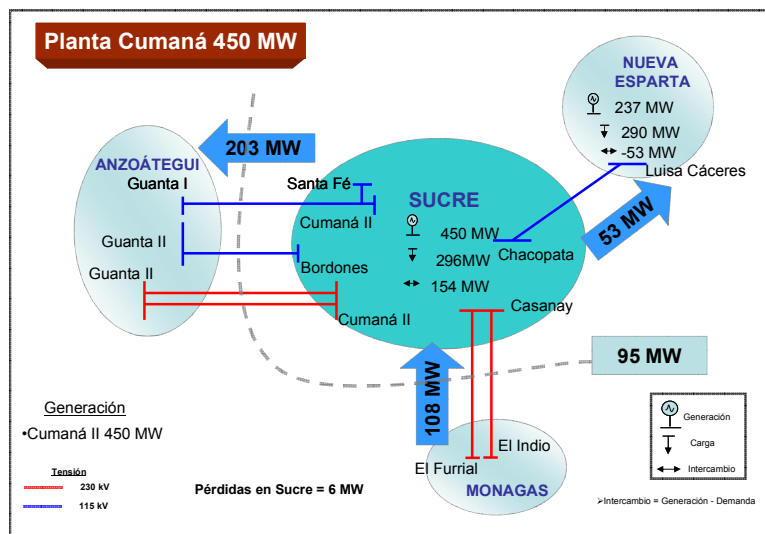 Planta Cumaná 450 MW
NUEVA
ESPARTA
237 MW
290 MW
-53 MW
Luisa Cáceres
203 MW
ANZOÁTEGUI
Guanta I
Santa Fé
SUCRE
Cumaná II
450 MW
Chacopata
53 MW
Guanta II
296MW
Bordones
Guanta II
154 MW
Casanay
Cumaná II
95 MW
108 MW
Generación
•Cumaná II 450 MW
El Indio
El Furrial
MONAGAS
Generación
Carga
Intercambio
Tensión
230 kV
115 kV
Pérdidas en Sucre = 6 MW
➢Intercambio = Generación - Demanda